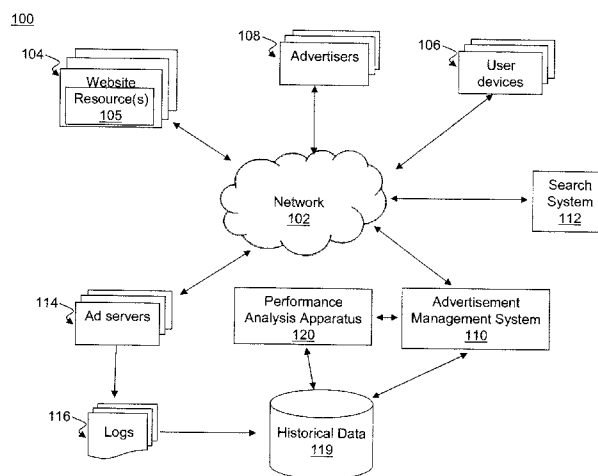 100
104
Website
Resource(s)
105
108
Advertisers
106
User
devices
Network
102
Search
System
112
114
Ad servers
Performance
Analysis Apparatus
120
Advertisement
Management System
110
116
Logs
Historical Data
119